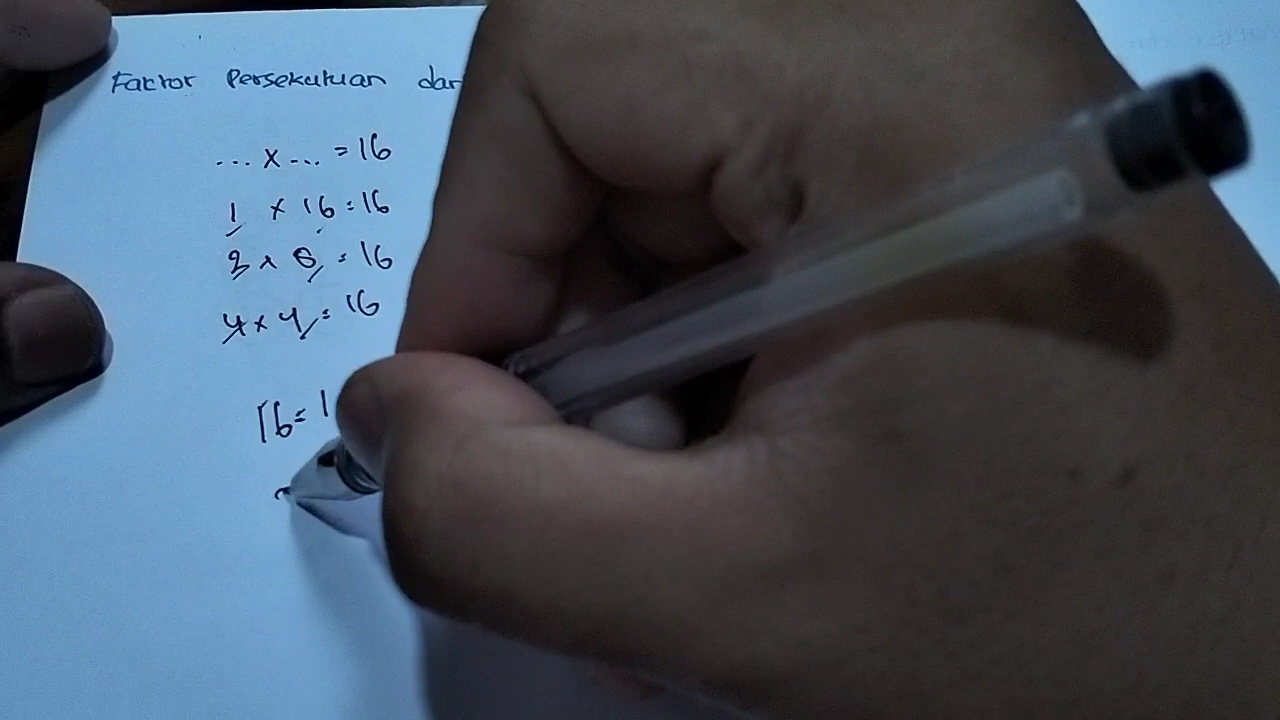 Faktor Persekutuan dar
... x ... = 16
1 x 16 = 16
2 x 8 = 16
4 x 4 = 16
16 = 1